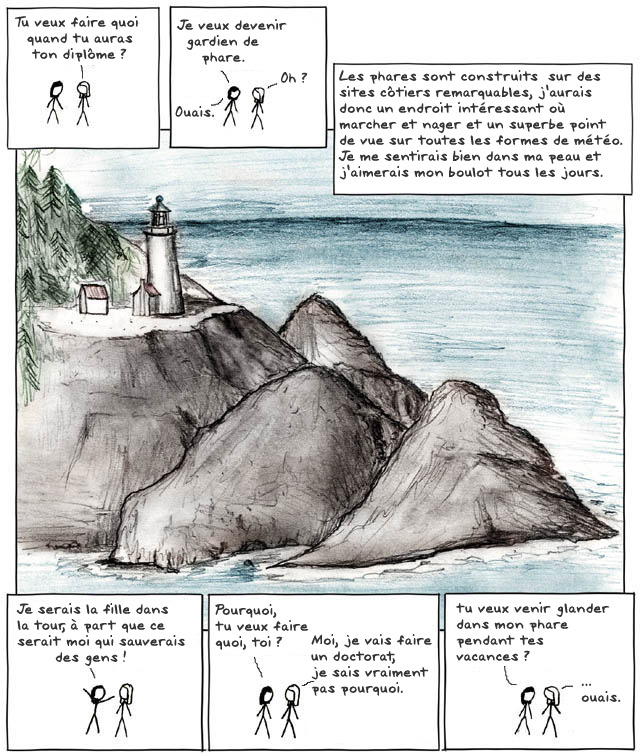 Tu veux faire quoi
quand tu auras
ton diplôme ?
Je veux devenir
gardien de
phare.
Oh ?
Ouais.
Les phares sont construits sur des
sites côtiers remarquables, j'aurais
donc un endroit intéressant où
marcher et nager et un superbe point
de vue sur toutes les formes de météo.
Je me sentirais bien dans ma peau et
j'aimerais mon boulot tous les jours.
Je serais la fille dans
la tour, à part que ce
serait moi qui sauverais
des gens !
Pourquoi,
tu veux faire
quoi, toi ?
Moi, je vais faire
un doctorat,
je sais vraiment
pas pourquoi.
tu veux venir glander
dans mon phare
pendant tes
vacances ?
...
ouais.